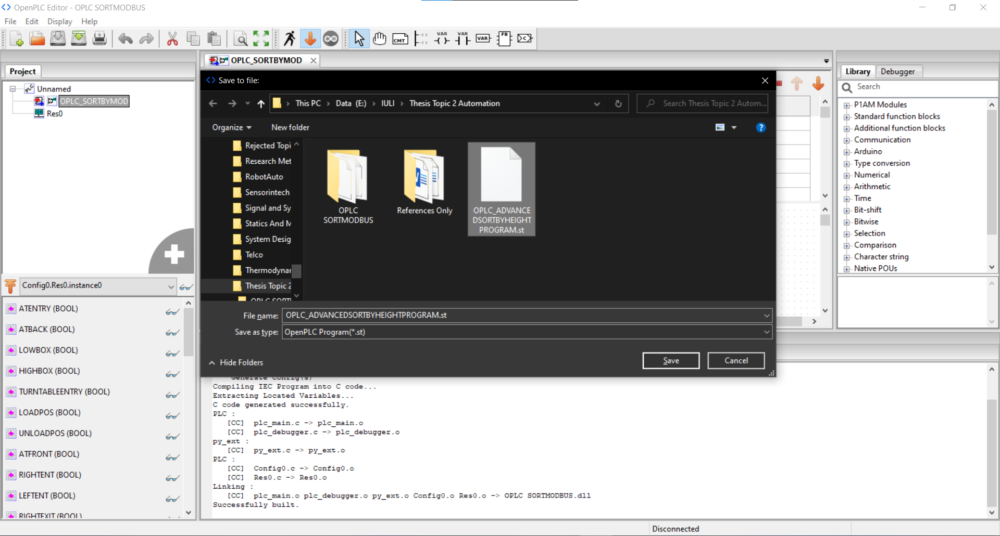 OpenPLC Editor - OPLC SORTMODBUS
File Edit Display Help
CMT VAR VAR VAR FB C
Project
Unnamed
OPLC_SORTBYMOD
Res0
Config0.Res0.instance0
ATENTRY (BOOL)
ATBACK (BOOL)
LOWBOX (BOOL)
HIGHBOX (BOOL)
TURNTABLEENTRY (BOOL)
LOADPOS (BOOL)
UNLOADPOS (BOOL)
ATFRONT (BOOL)
RIGHTENT (BOOL)
LEFTENT (BOOL)
RIGHTEXIT (BOOL)
OPLC_SORTBYMOD
Save to file:
This PC > Data (E:) > IULI > Thesis Topic 2 Automation
Search Thesis Topic 2 Autom...
Organize New folder
Rejected Topi
Research Met
RobotAuto
Sensorintech
Signal and Sy
Statics And M
System Desig
Telco
Thermodynar
Thesis Topic 2
OPLC SORT
OPLC
SORTMODBUS
References Only
OPLC_ADVANCE
DSORTBYHEIGHT
PROGRAM.st
File name: OPLC_ADVANCEDSORTBYHEIGHTPROGRAM.st
Save as type: OpenPLC Program(*.st)
Hide Folders
Save Cancel
Generate Config(s)
Compiling IEC Program into C code...
Extracting Located Variables...
C code generated successfully.
PLC :
[CC] plc_main.c -> plc_main.o
[CC] plc_debugger.c -> plc_debugger.o
py_ext :
[CC] py_ext.c -> py_ext.o
PLC :
[CC] Config0.c -> Config0.o
[CC] Res0.c -> Res0.o
Linking :
[CC] plc_main.o plc_debugger.o py_ext.o Config0.o Res0.o -> OPLC SORTMODBUS.dll
Successfully built.
Library Debugger
Search
P1AM Modules
Standard function blocks
Additional function blocks
Communication
Arduino
Type conversion
Numerical
Arithmetic
Time
Bit-shift
Bitwise
Selection
Comparison
Character string
Native POUs
Disconnected